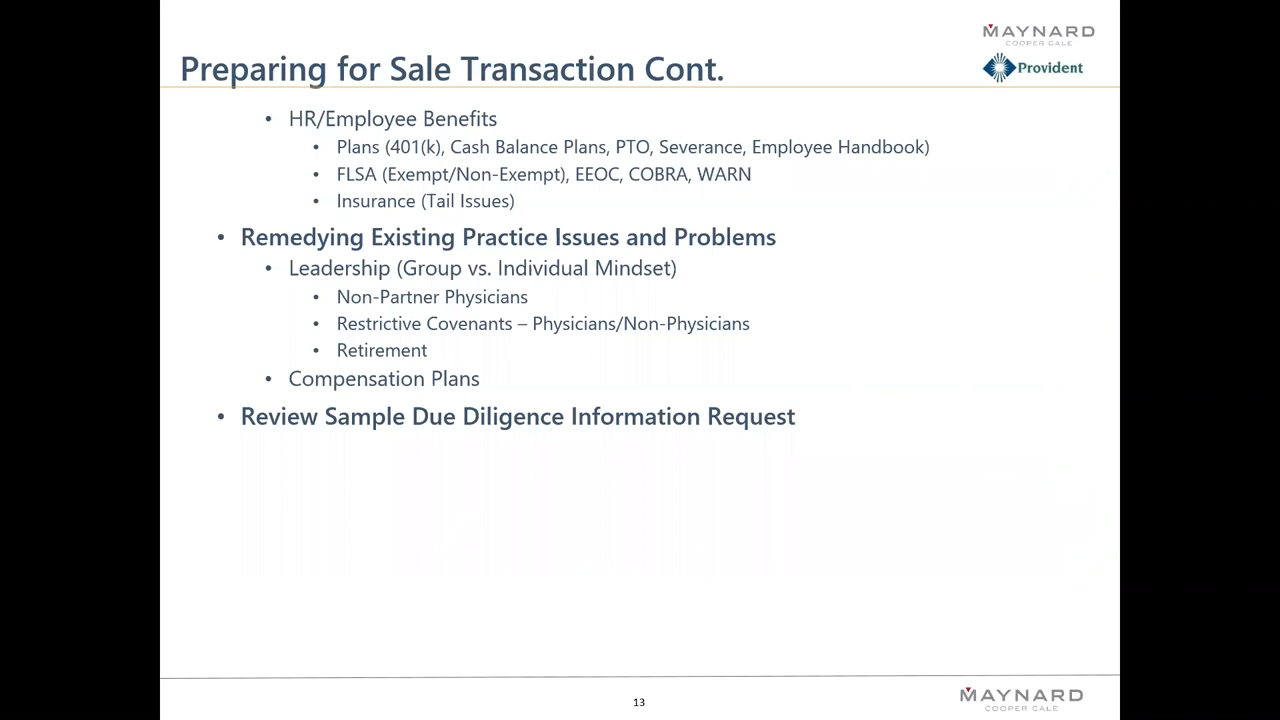 MAYNARD
COOPER GALE
Preparing for Sale Transaction Cont.
Provident
• HR/Employee Benefits
• Plans (401(k), Cash Balance Plans, PTO, Severance, Employee Handbook)
• FLSA (Exempt/Non-Exempt), EEOC, COBRA, WARN
• Insurance (Tail Issues)
• Remedying Existing Practice Issues and Problems
• Leadership (Group vs. Individual Mindset)
• Non-Partner Physicians
• Restrictive Covenants – Physicians/Non-Physicians
• Retirement
• Compensation Plans
• Review Sample Due Diligence Information Request
13
MAYNARD
COOPER GALE